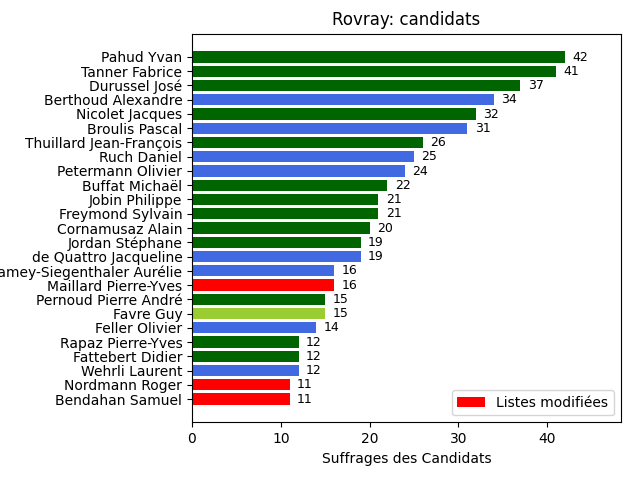 Rovray: candidats
Pahud Yvan 42
Tanner Fabrice 41
Durussel José 37
Berthoud Alexandre 34
Nicolet Jacques 32
Broulis Pascal 31
Thuillard Jean-François 26
Ruch Daniel 25
Petermann Olivier 24
Buffat Michaël 22
Jobin Philippe 21
Freymond Sylvain 21
Cornamusaz Alain 20
Jordan Stéphane 19
de Quattro Jacqueline 19
amey-Siegenthaler Aurélie 16
Maillard Pierre-Yves 16
Pernoud Pierre André 15
Favre Guy 15
Feller Olivier 14
Rapaz Pierre-Yves 12
Fattebert Didier 12
Wehrli Laurent 12
Nordmann Roger 11
Bendahan Samuel 11
Listes modifiées
0 10 20 30 40
Suffrages des Candidats